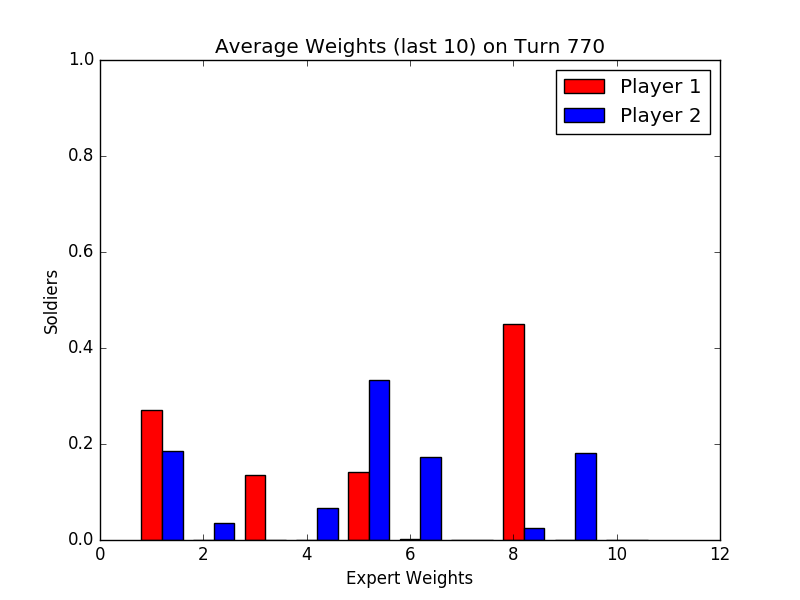 Average Weights (last 10) on Turn 770
1.0
0.8
0.6
0.4
0.2
0.0
Soldiers
Player 1
Player 2
0 2 4 6 8 10 12
Expert Weights